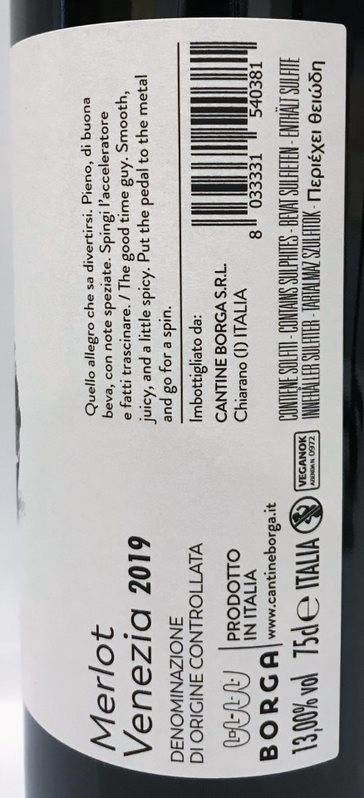 Merlot
Venezia 2019
DENOMINAZIONE
DI ORIGINE CONTROLLATA
PRODOTTO
IN ITALIA
BORGA
www.cantineborga.it
13,00% vol 75cl e ITALIA
VEGANOK
AZIENDA N. 0972
Quello allegro che sa divertirsi. Pieno, di buona
beva, con note speziate. Spingi l'acceleratore
e fatti trascinare. / The good time guy. Smooth,
juicy, and a little spicy. Put the pedal to the metal
and go for a spin.
Imbottigliato da:
CANTINE BORGA S.R.L.
Chiarano (I) ITALIA
8 033331 540381
CONTIENE SOLFITI - CONTAINS SULPHITES - BEVAT SULFIETEN - ENTHÄLT SULFITE
INNEHÅLLER SULFITER - TARTALMAZ SZULFITOK - Περιέχει θειώδη